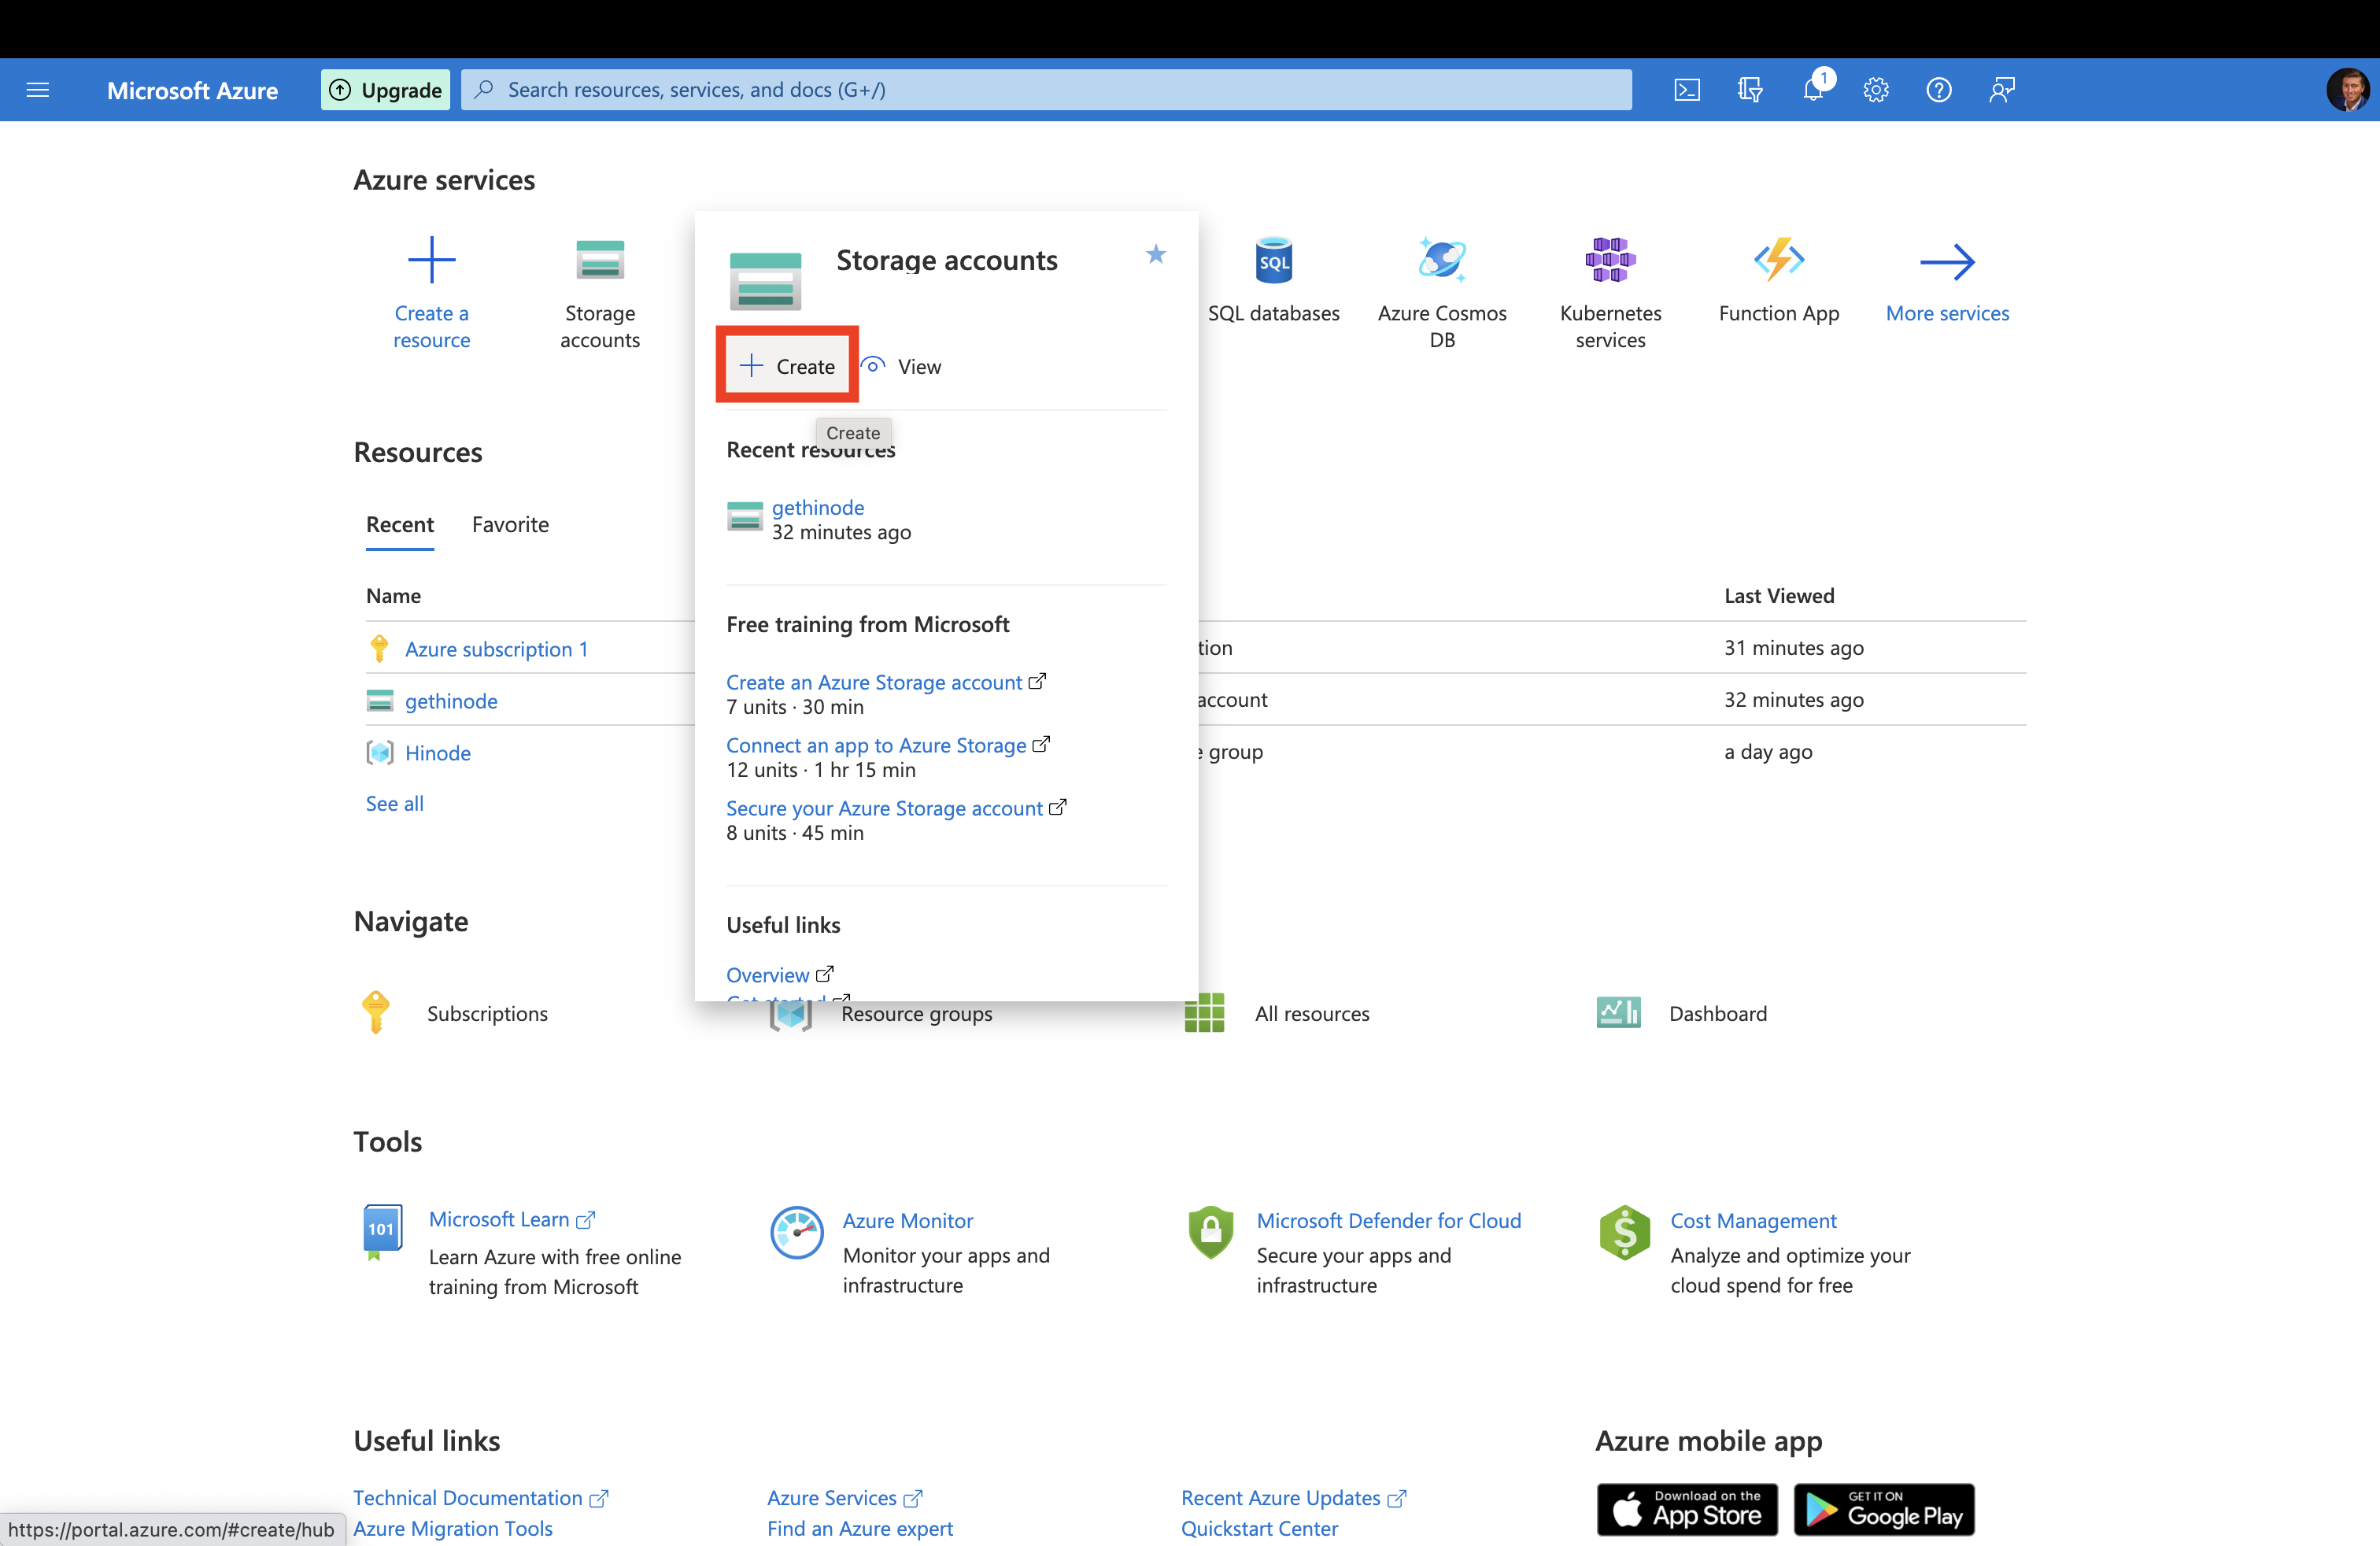 Microsoft Azure
Upgrade
Search resources, services, and docs (G+/)
1
Azure services
Create a
resource
Storage
accounts
SQL databases
Azure Cosmos
DB
Kubernetes
services
Function App
More services
SQL
Storage accounts
Create
View
Create
Recent resources
gethinode
32 minutes ago
Free training from Microsoft
Create an Azure Storage account
7 units · 30 min
Connect an app to Azure Storage
12 units · 1 hr 15 min
Secure your Azure Storage account
8 units · 45 min
Useful links
Overview
Get started
Resources
Recent
Favorite
Name
Last Viewed
Azure subscription 1
tion
31 minutes ago
gethinode
account
32 minutes ago
Hinode
group
a day ago
See all
Navigate
Subscriptions
Resource groups
All resources
Dashboard
Tools
101
Microsoft Learn
Learn Azure with free online
training from Microsoft
Azure Monitor
Monitor your apps and
infrastructure
Microsoft Defender for Cloud
Secure your apps and
infrastructure
Cost Management
Analyze and optimize your
cloud spend for free
Useful links
Technical Documentation
Azure Services
Recent Azure Updates
Azure Migration Tools
Find an Azure expert
Quickstart Center
Azure mobile app
Download on the
App Store
GET IT ON
Google Play
https://portal.azure.com/#create/hub